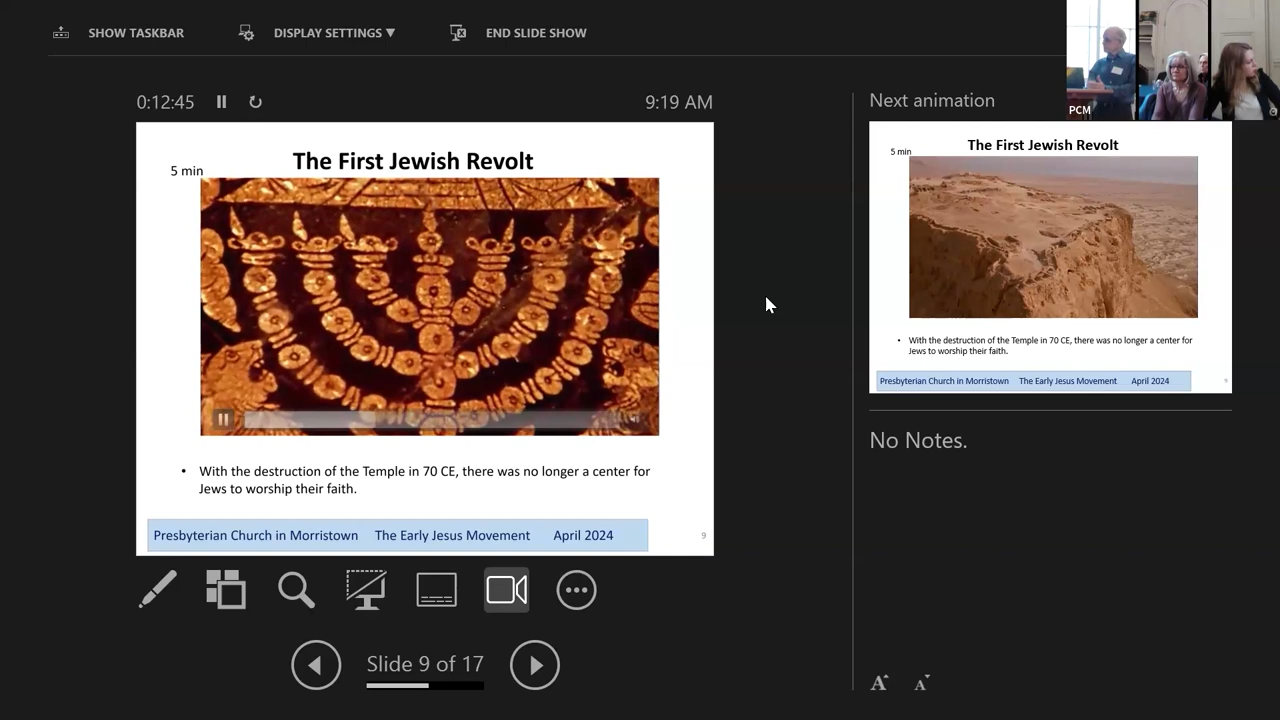 SHOW TASKBAR
DISPLAY SETTINGS ▼
END SLIDE SHOW
PCM
0:12:45
9:19 AM
5 min
The First Jewish Revolt
• With the destruction of the Temple in 70 CE, there was no longer a center for
Jews to worship their faith.
Presbyterian Church in Morristown The Early Jesus Movement April 2024
9
Slide 9 of 17
Next animation
5 min
The First Jewish Revolt
• With the destruction of the Temple in 70 CE, there was no longer a center for
Jews to worship their faith.
Presbyterian Church in Morristown The Early Jesus Movement April 2024
9
No Notes.
A A